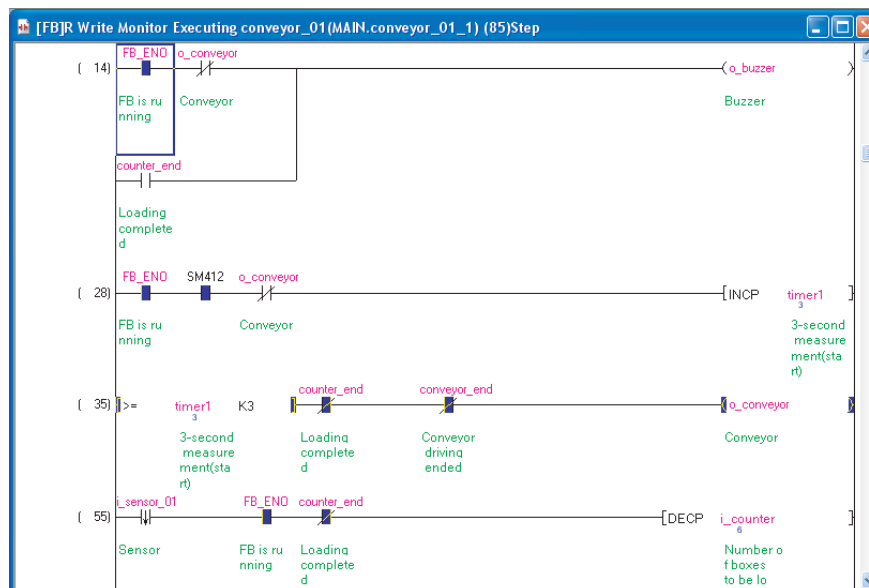 [FB]R Write Monitor Executing conveyor_01(MAIN.conveyor_01_1) (85)Step
FB_ENO o_conveyor
( 14) o_buzzer
FB is ru Conveyor Buzzer
nning
counter_end
Loading
complete
d
FB_ENO SM412 o_conveyor
( 28) [INCP timer1 ]
3
FB is ru Conveyor 3-second
nning measure
ment(sta
rt)
counter_end conveyor_end
( 35) >= timer1 K3 o_conveyor
3
3-second Loading Conveyor Conveyor
measure complete driving
ment(sta d ended
rt)
i_sensor_01 FB_ENO counter_end
( 55) [DECP i_counter ]
6
Sensor FB is ru Loading Number o
nning complete f boxes
d to be lo